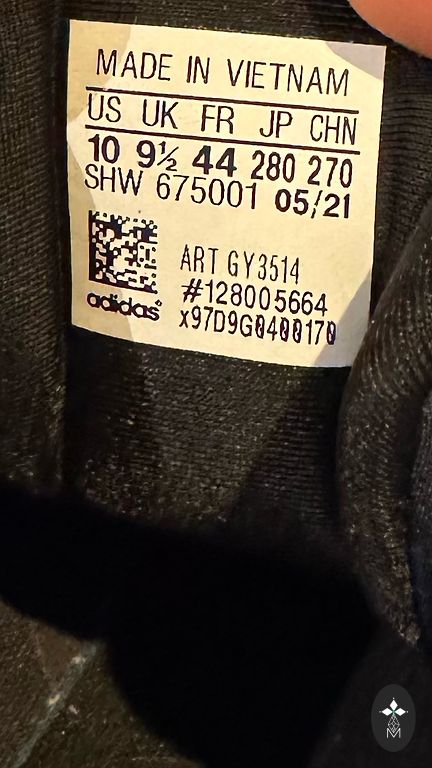 MADE IN VIETNAM
US UK FR JP CHN
10 9½ 44 280 270
SHW 675001 05/21
ART GY3514
#128005664
adidas
x97D9G0400170
M